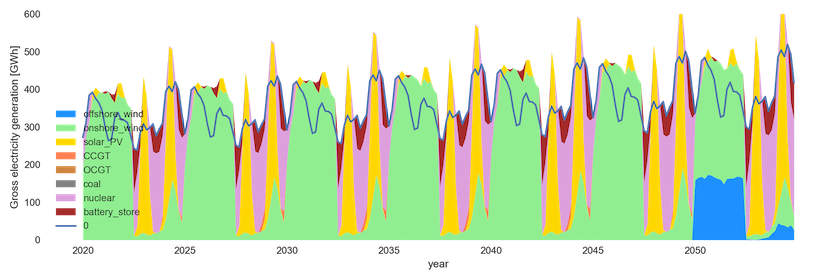 Gross electricity generation [GWh]
600
500
400
300
200
100
0
offshore_wind
onshore_wind
solar_PV
CCGT
OCGT
coal
nuclear
battery_store
0
2020 2025 2030 2035 2040 2045 2050
year